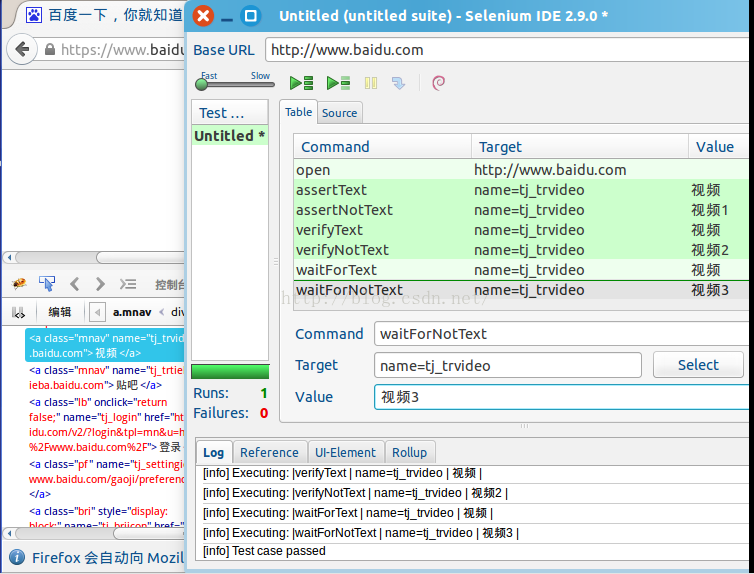 百度一下，你就知道
https://www.baidu
Untitled (untitled suite) - Selenium IDE 2.9.0 *
Base URL http://www.baidu.com
Fast Slow
Test ...
Untitled *
Table Source
Command Target Value
open http://www.baidu.com
assertText name=tj_trvideo 视频
assertNotText name=tj_trvideo 视频1
verifyText name=tj_trvideo 视频
verifyNotText name=tj_trvideo 视频2
waitForText name=tj_trvideo 视频
waitForNotText name=tj_trvideo 视频3
http://blog.csdn.net/
Command waitForNotText
Target name=tj_trvideo Select
Value 视频3
Runs: 1
Failures: 0
控制台
编辑 a.mnav div
<a class="mnav" name="tj_trvid
.baidu.com">视频</a>
<a class="mnav" name="tj_trtie
ieba.baidu.com">贴吧</a>
<a class="lb" onclick="return
false;" name="tj_login" href="ht
idu.com/v2/?login&tpl=mn&u=h
%2Fwww.baidu.com%2F">登录
<a class="pf" name="tj_settingic
www.baidu.com/gaoji/preferenc
</a>
<a class="bri" style="display:
block;" name="tj_briicon" href="
Firefox 会自动向 Mozil
Log Reference UI-Element Rollup
[info] Executing: |verifyText | name=tj_trvideo | 视频 |
[info] Executing: |verifyNotText | name=tj_trvideo | 视频2 |
[info] Executing: |waitForText | name=tj_trvideo | 视频 |
[info] Executing: |waitForNotText | name=tj_trvideo | 视频3 |
[info] Test case passed